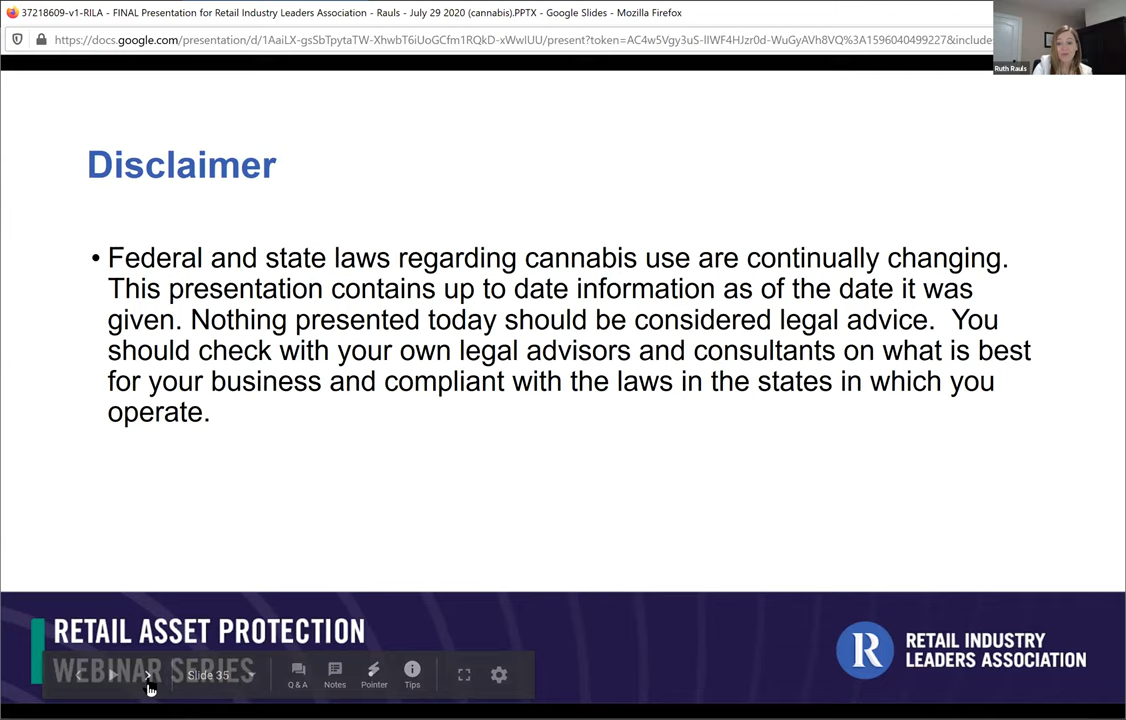 37218609-v1-RILA - FINAL Presentation for Retail Industry Leaders Association - Rauls - July 29 2020 (cannabis).PPTX - Google Slides - Mozilla Firefox
https://docs.google.com/presentation/d/1AaiLX-gsSbTpytaTW-XhwbT6iUoGCfm1RQkD-xWwIUU/present?token=AC4w5Vgy3uS-lIWF4HJzr0d-WuGyAVh8VQ%3A1596040499227&include
Ruth Rauls
Disclaimer
• Federal and state laws regarding cannabis use are continually changing.
This presentation contains up to date information as of the date it was
given. Nothing presented today should be considered legal advice.  You
should check with your own legal advisors and consultants on what is best
for your business and compliant with the laws in the states in which you
operate.
RETAIL ASSET PROTECTION
WEBINAR SERIES
Slide 35
Q & A
Notes
Pointer
Tips
R
RETAIL INDUSTRY
LEADERS ASSOCIATION